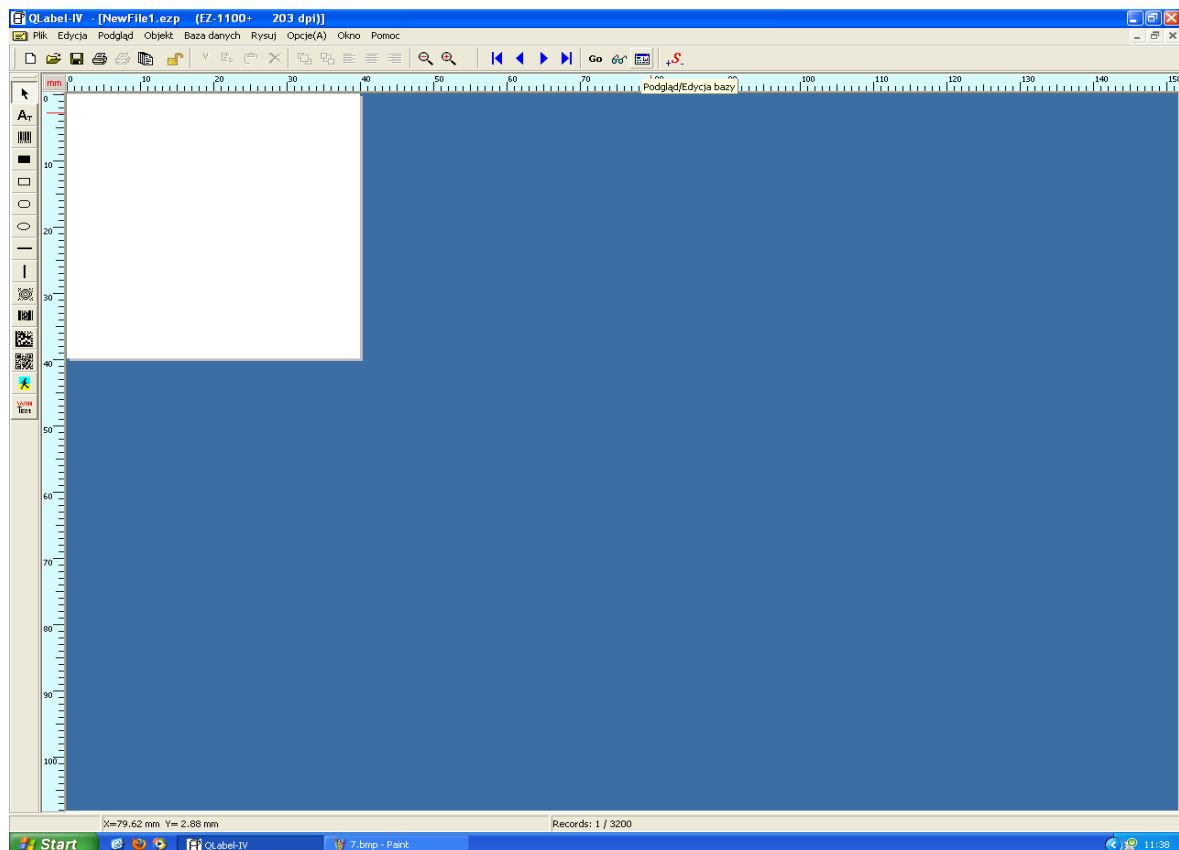 QLabel-IV - [NewFile1.ezp (EZ-1100+ 203 dpi)]
Plik Edycja Podgląd Objekt Baza danych Rysuj Opcje(A) Okno Pomoc
Go +S
mm 0 10 20 30 40 50 60 70 90 100 110 120 130 140 150
Podgląd/Edycja bazy
AT
0
10
20
30
40
50
60
70
80
90
100
WIN
Text
X=79.62 mm Y= 2.88 mm Records: 1 / 3200
Start QLabel-IV 7.bmp - Paint 11:38